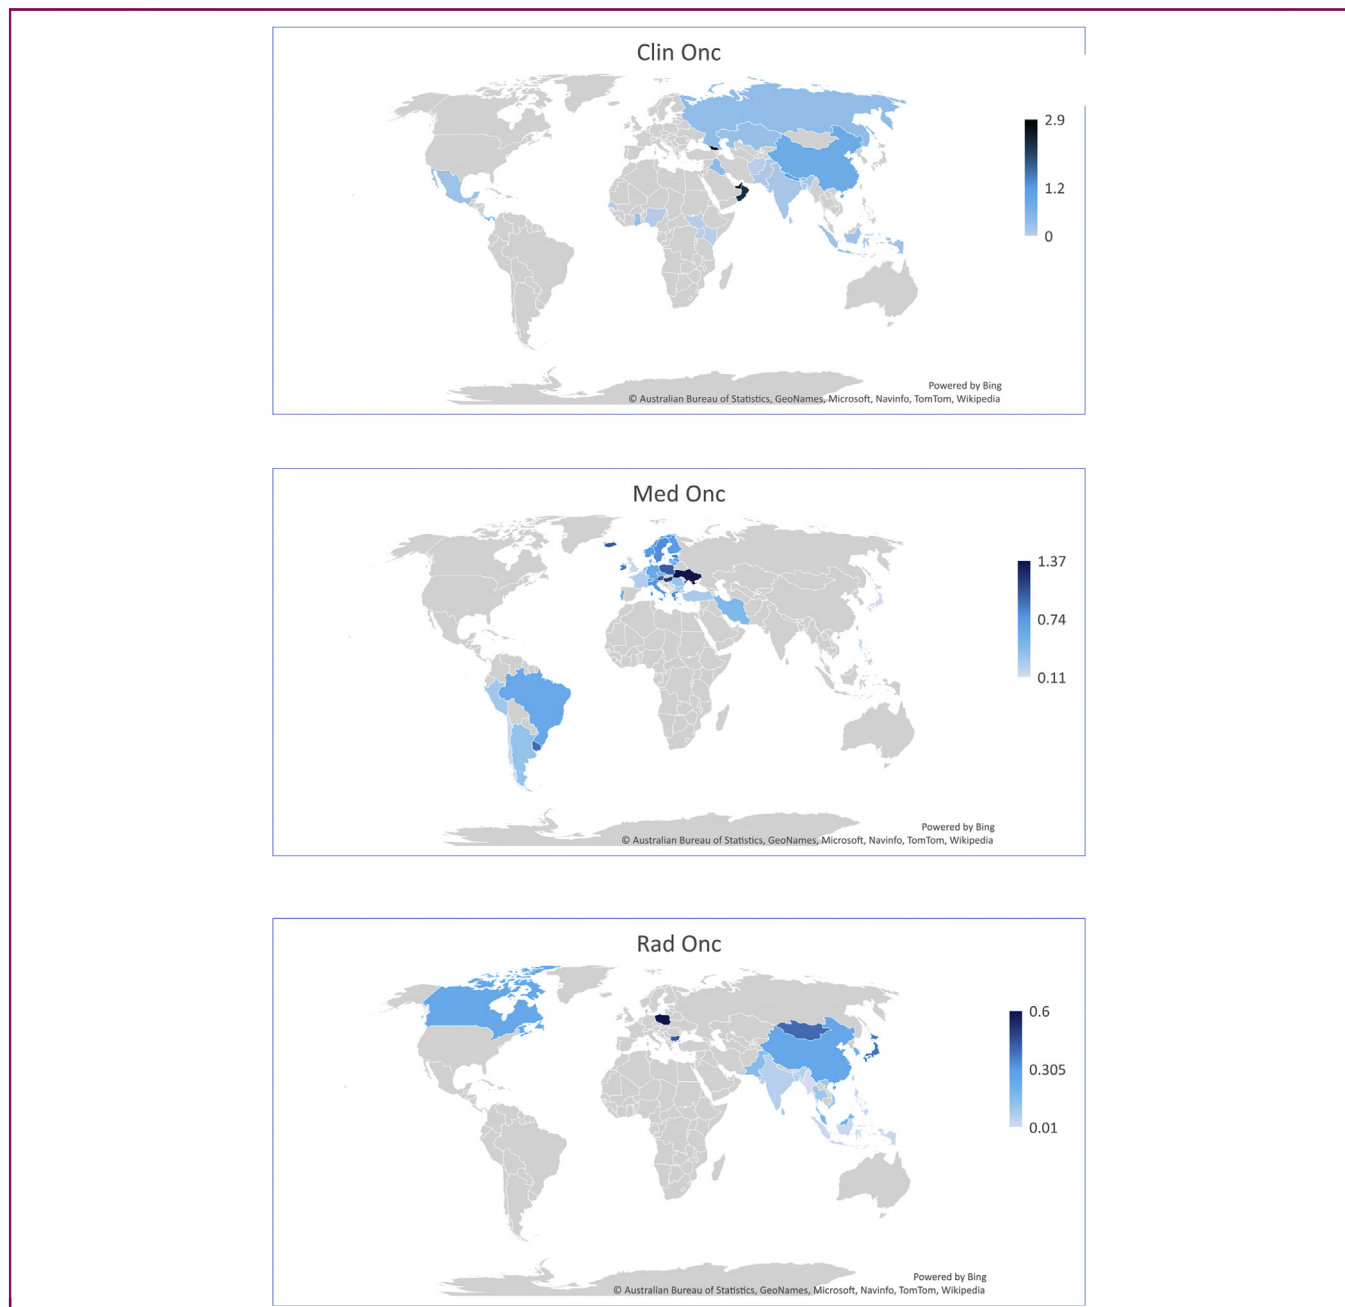 Clin Onc
2.9
1.2
0
Powered by Bing
© Australian Bureau of Statistics, GeoNames, Microsoft, Navinfo, TomTom, Wikipedia
Med Onc
1.37
0.74
0.11
Powered by Bing
© Australian Bureau of Statistics, GeoNames, Microsoft, Navinfo, TomTom, Wikipedia
Rad Onc
0.6
0.305
0.01
Powered by Bing
© Australian Bureau of Statistics, GeoNames, Microsoft, Navinfo, TomTom, Wikipedia